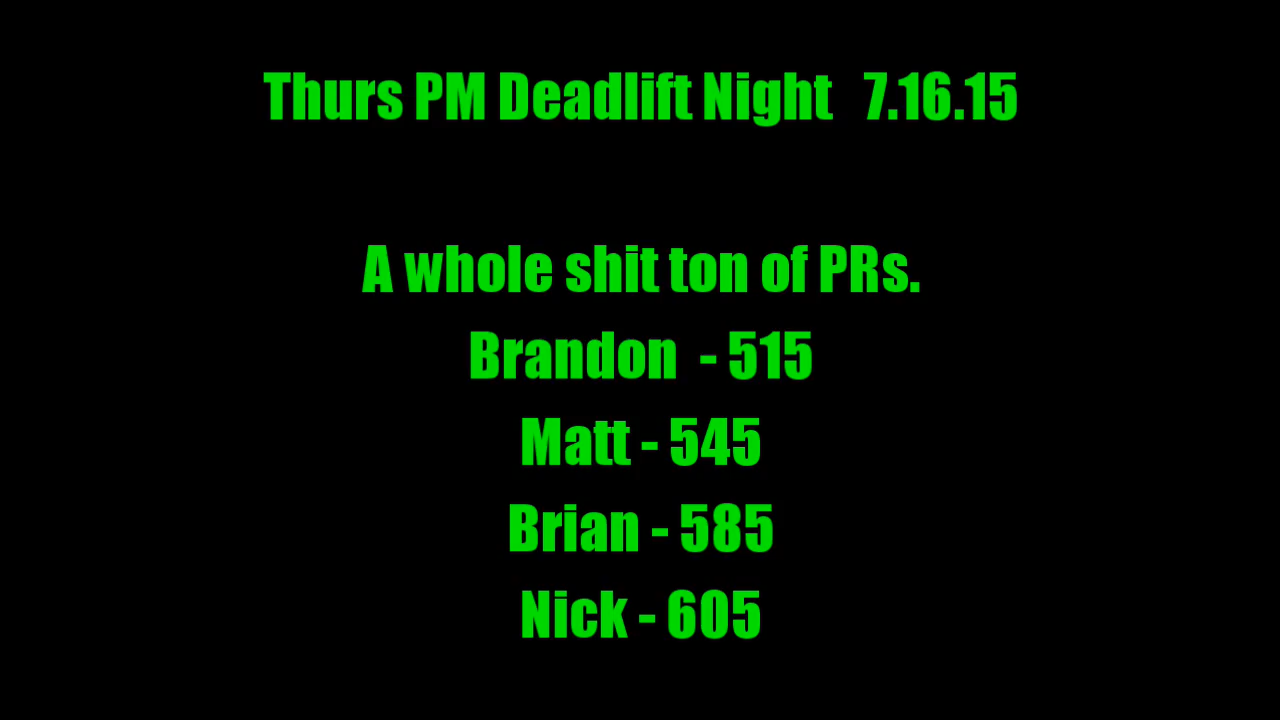 Thurs PM Deadlift Night   7.16.15
A whole shit ton of PRs.
Brandon  - 515
Matt - 545
Brian - 585
Nick - 605